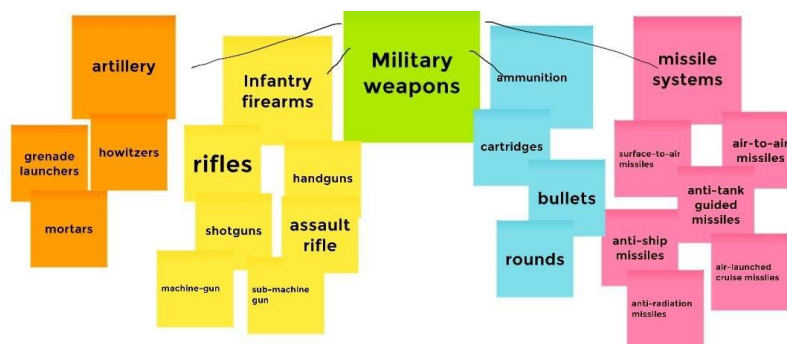 Military
weapons
artillery
grenade
launchers
howitzers
mortars
Infantry
firearms
rifles
handguns
shotguns
assault
rifle
machine-gun
sub-machine
gun
ammunition
cartridges
bullets
rounds
missile
systems
surface-to-air
missiles
air-to-air
missiles
anti-tank
guided
missiles
anti-ship
missiles
air-launched
cruise missiles
anti-radiation
missiles